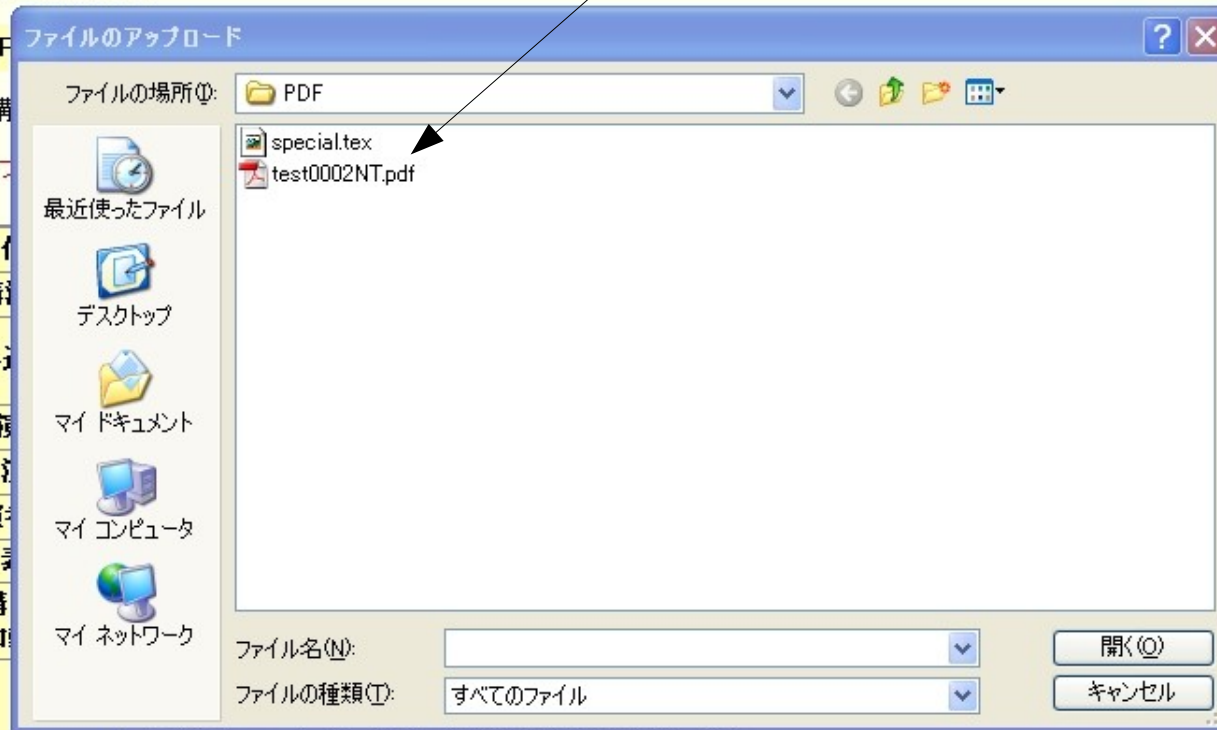 ファイルのアップロード
ファイルの場所(I):
PDF
special.tex
test0002NT.pdf
最近使ったファイル
デスクトップ
マイ ドキュメント
マイ コンピュータ
マイ ネットワーク
ファイル名(N):
開く(O)
ファイルの種類(T):
すべてのファイル
キャンセル